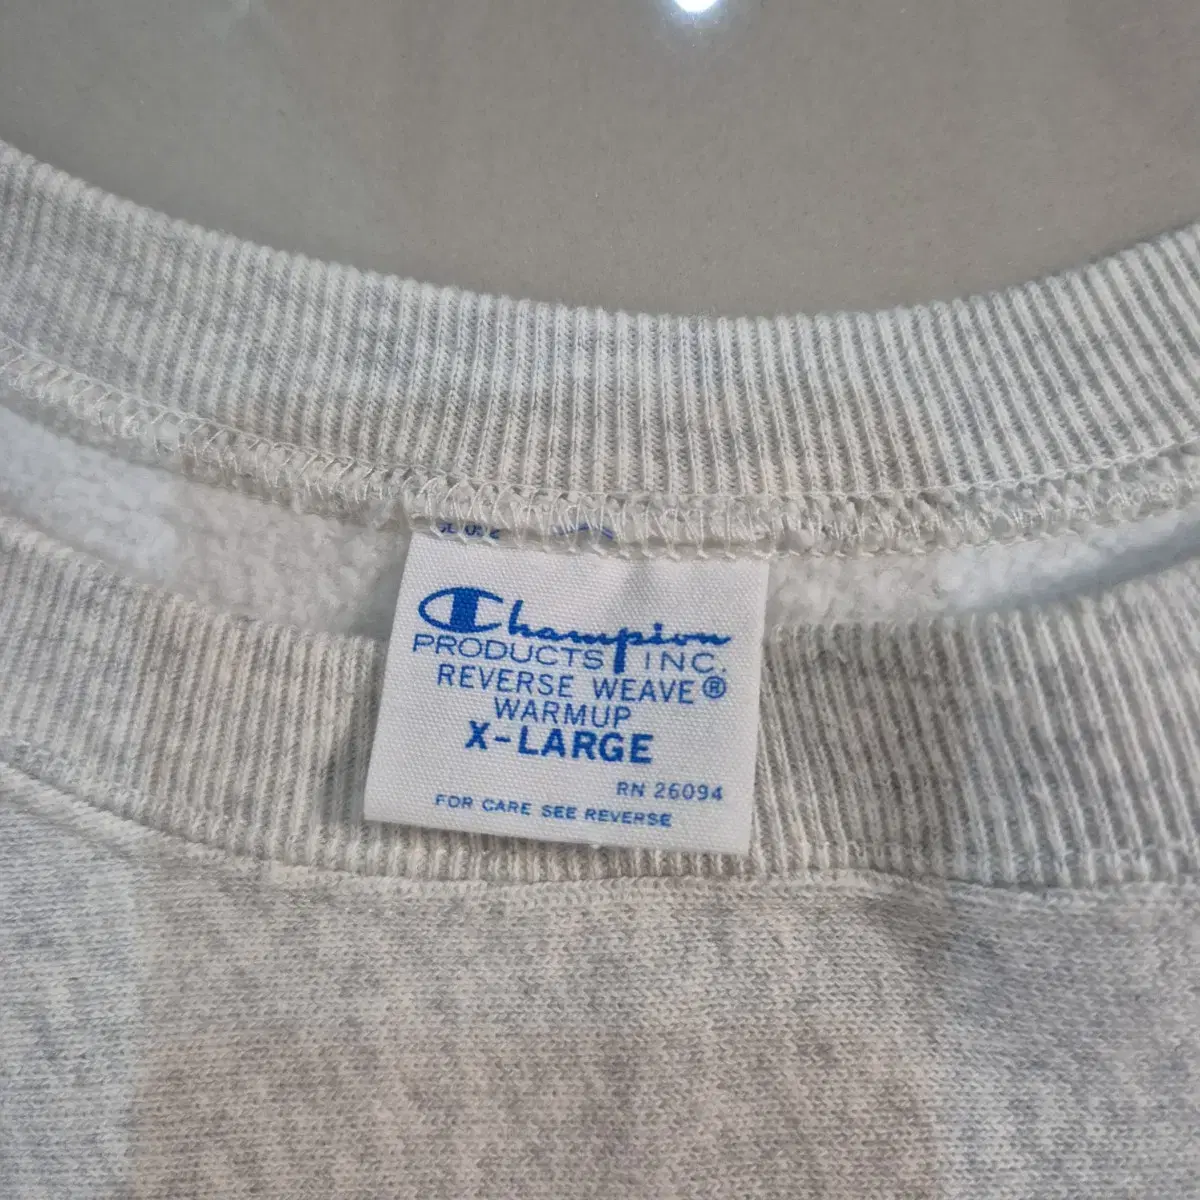 Champion
PRODUCTS INC.
REVERSE WEAVE®
WARMUP
X-LARGE
RN 26094
FOR CARE SEE REVERSE